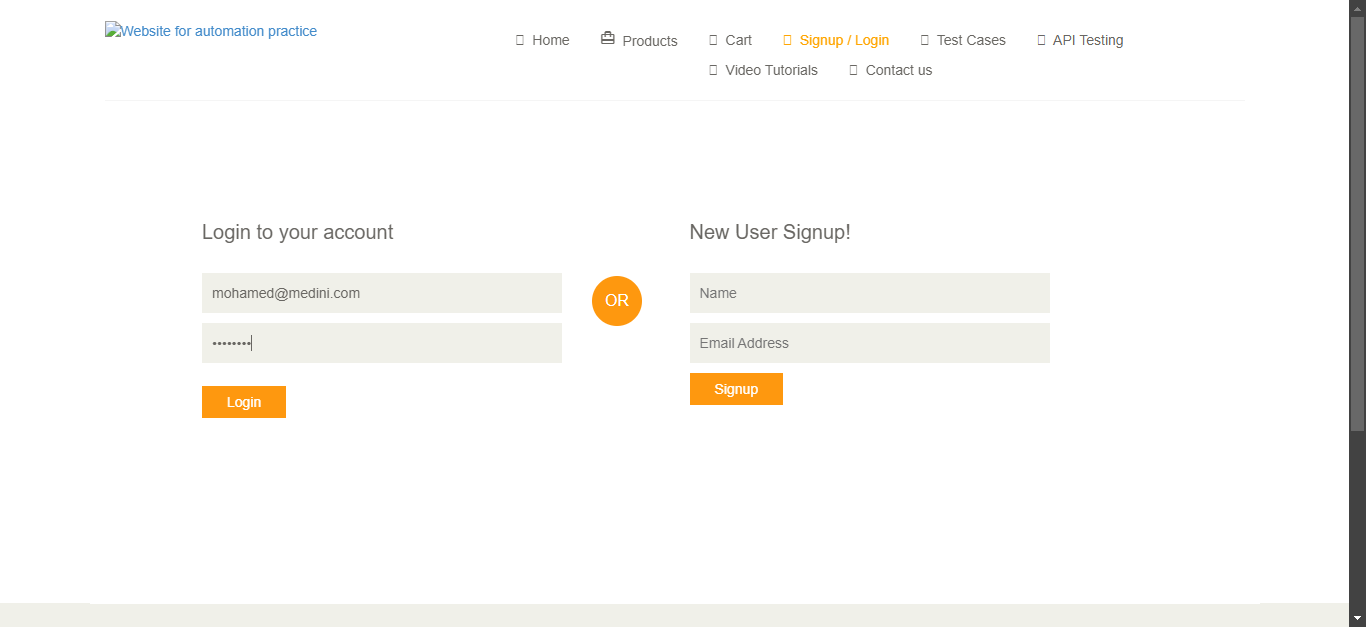 Website for automation practice
Home Products Cart Signup / Login Test Cases API Testing
Video Tutorials Contact us
Login to your account
New User Signup!
mohamed@medini.com
••••••••
OR
Name
Email Address
Login
Signup